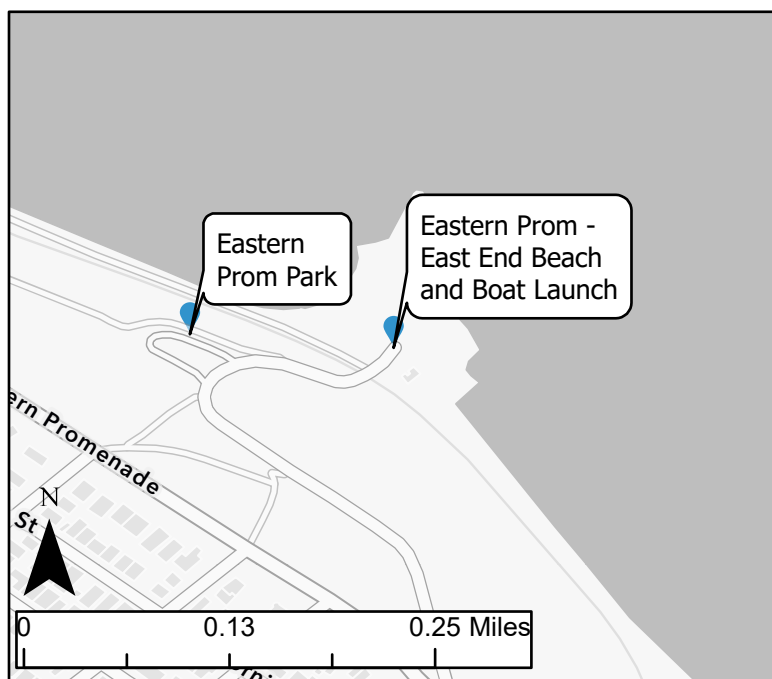 Eastern
Prom Park
Eastern Prom -
East End Beach
and Boat Launch
ern Promenade
N
St
0 0.13 0.25 Miles
erni